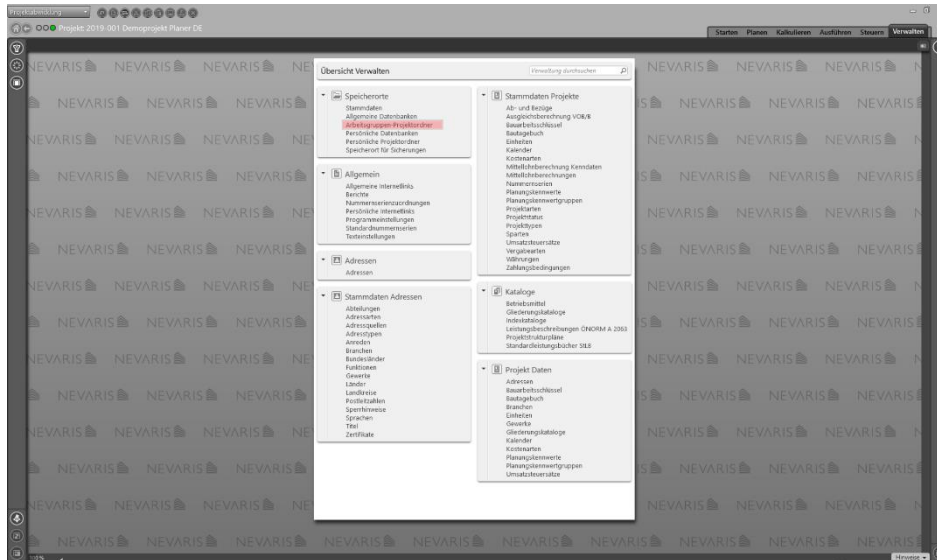 Projekt: 2019-001 Demoprojekt Planer DE
Starten Planen Kalkulieren Ausführen Steuern Verwalten
Übersicht Verwalten
Verwaltung durchsuchen
Speicherorte
Stammdaten
Allgemeine Datenbanken
Arbeitsgruppen-Projektordner
Persönliche Datenbanken
Persönliche Projektordner
Speicherort für Sicherungen
Allgemein
Allgemeine Internetlinks
Berichte
Nummernserienzuordnungen
Persönliche Internetlinks
Programmeinstellungen
Standardnummernserien
Texteinstellungen
Adressen
Adressen
Stammdaten Adressen
Abteilungen
Adressarten
Adressquellen
Adresstypen
Anreden
Branchen
Bundesländer
Funktionen
Gewerke
Länder
Landkreise
Postleitzahlen
Sperrhinweise
Sprachen
Titel
Zertifikate
Stammdaten Projekte
Ab- und Bezüge
Ausgleichsberechnung VOB/B
Bauarbeitsschlüssel
Bautagebuch
Einheiten
Kalender
Kostenarten
Mittellohnberechnung Kenndaten
Mittellohnberechnungen
Nummernserien
Planungskennwerte
Planungskennwertgruppen
Projektarten
Projektstatus
Projekttypen
Sparten
Umsatzsteuersätze
Vergabearten
Währungen
Zahlungsbedingungen
Kataloge
Betriebsmittel
Gliederungskataloge
Indexkataloge
Leistungsbeschreibungen ÖNORM A 2063
Projektstrukturpläne
Standardleistungsbücher StLB
Projekt Daten
Adressen
Bauarbeitsschlüssel
Bautagebuch
Branchen
Einheiten
Gewerke
Gliederungskataloge
Kalender
Kostenarten
Planungskennwerte
Planungskennwertgruppen
Umsatzsteuersätze
NEVARIS
100%
Hinweise